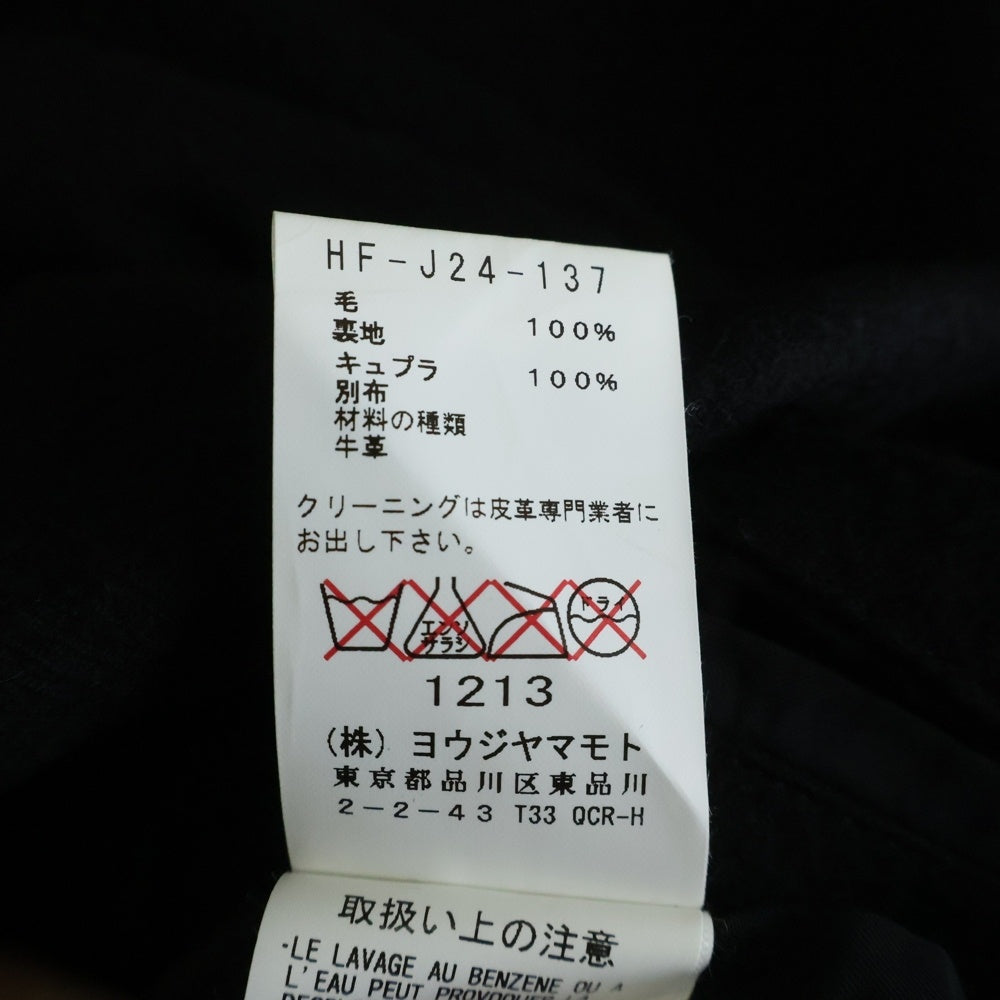 HF-J24-137
毛 100%
裏地
キュプラ 100%
別布
材料の種類
牛革
クリーニングは皮革専門業者に
お出し下さい。
エンソ
サラシ
ドライ
1213
(株) ヨウジヤマモト
東京都品川区東品川
2-2-43 T33 QCR-H
取扱い上の注意
-LE LAVAGE AU BENZENE OU A
L'EAU PEUT PROVOQUER LA